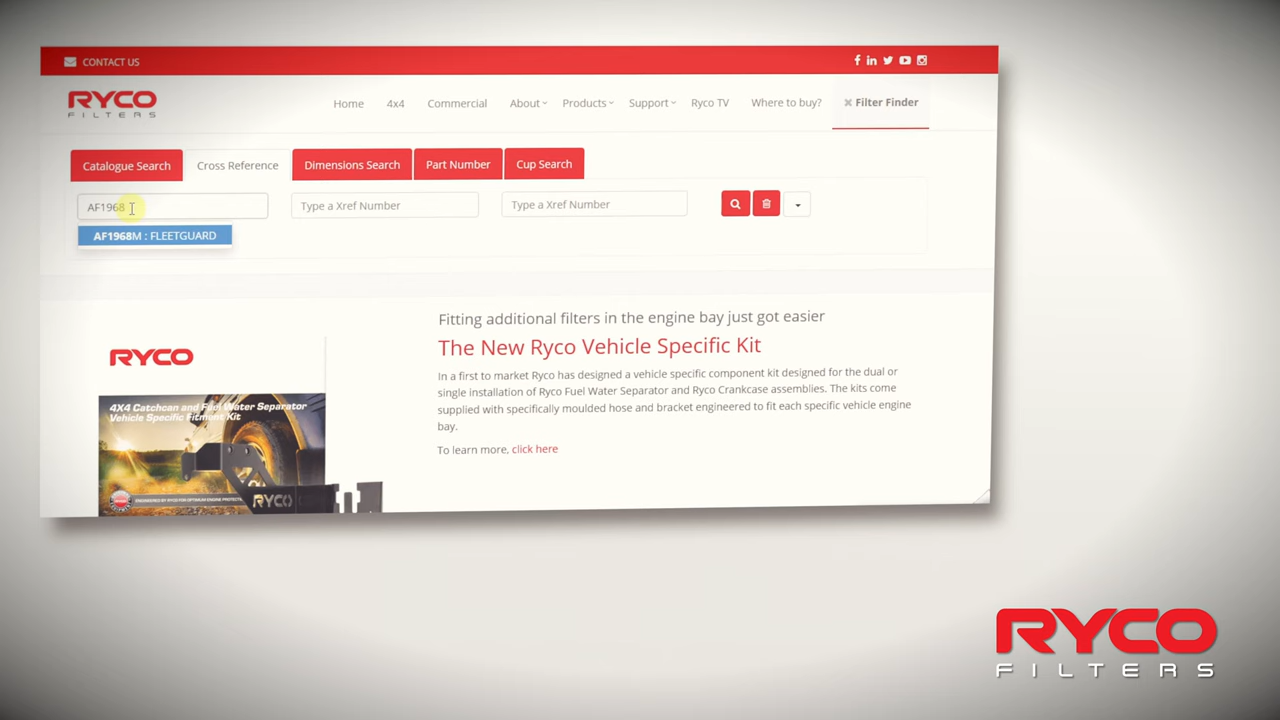 CONTACT US
RYCO
FILTERS
Home 4x4 Commercial About Products Support Ryco TV Where to buy? Filter Finder
Catalogue Search Cross Reference Dimensions Search Part Number Cup Search
AF1968 Type a Xref Number Type a Xref Number
AF1968M : FLEETGUARD
Fitting additional filters in the engine bay just got easier
The New Ryco Vehicle Specific Kit
In a first to market Ryco has designed a vehicle specific component kit designed for the dual or
single installation of Ryco Fuel Water Separator and Ryco Crankcase assemblies. The kits come
supplied with specifically moulded hose and bracket engineered to fit each specific vehicle engine
bay.
To learn more, click here
RYCO
4X4 Catchcan and Fuel Water Separator
Vehicle Specific Fitment Kit
RYCO
RYCO
FILTERS